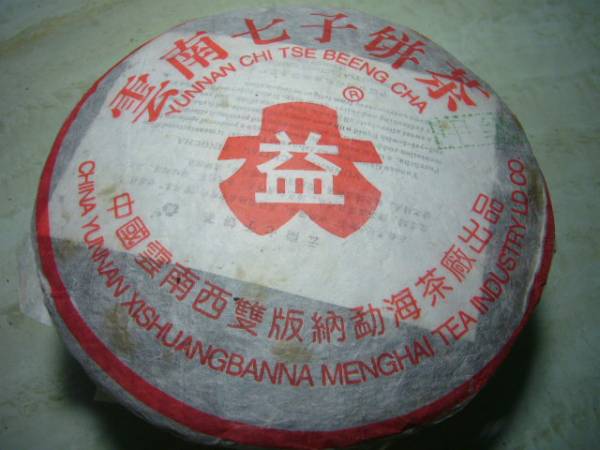 雲南七子餅茶
YUNNAN CHI TSE BEENG CHA
®
益
中國雲南西雙版納勐海茶廠出品
CHINA YUNNAN XISHUANGBANNA MENGHAI TEA INDUSTRY LD CO